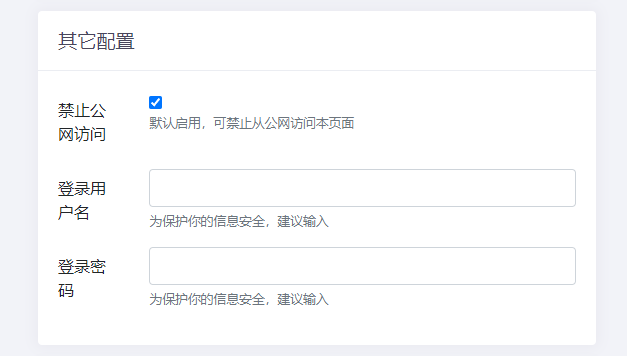 其它配置
禁止公
网访问
默认启用，可禁止从公网访问本页面
登录用
户名
为保护你的信息安全，建议输入
登录密
码
为保护你的信息安全，建议输入